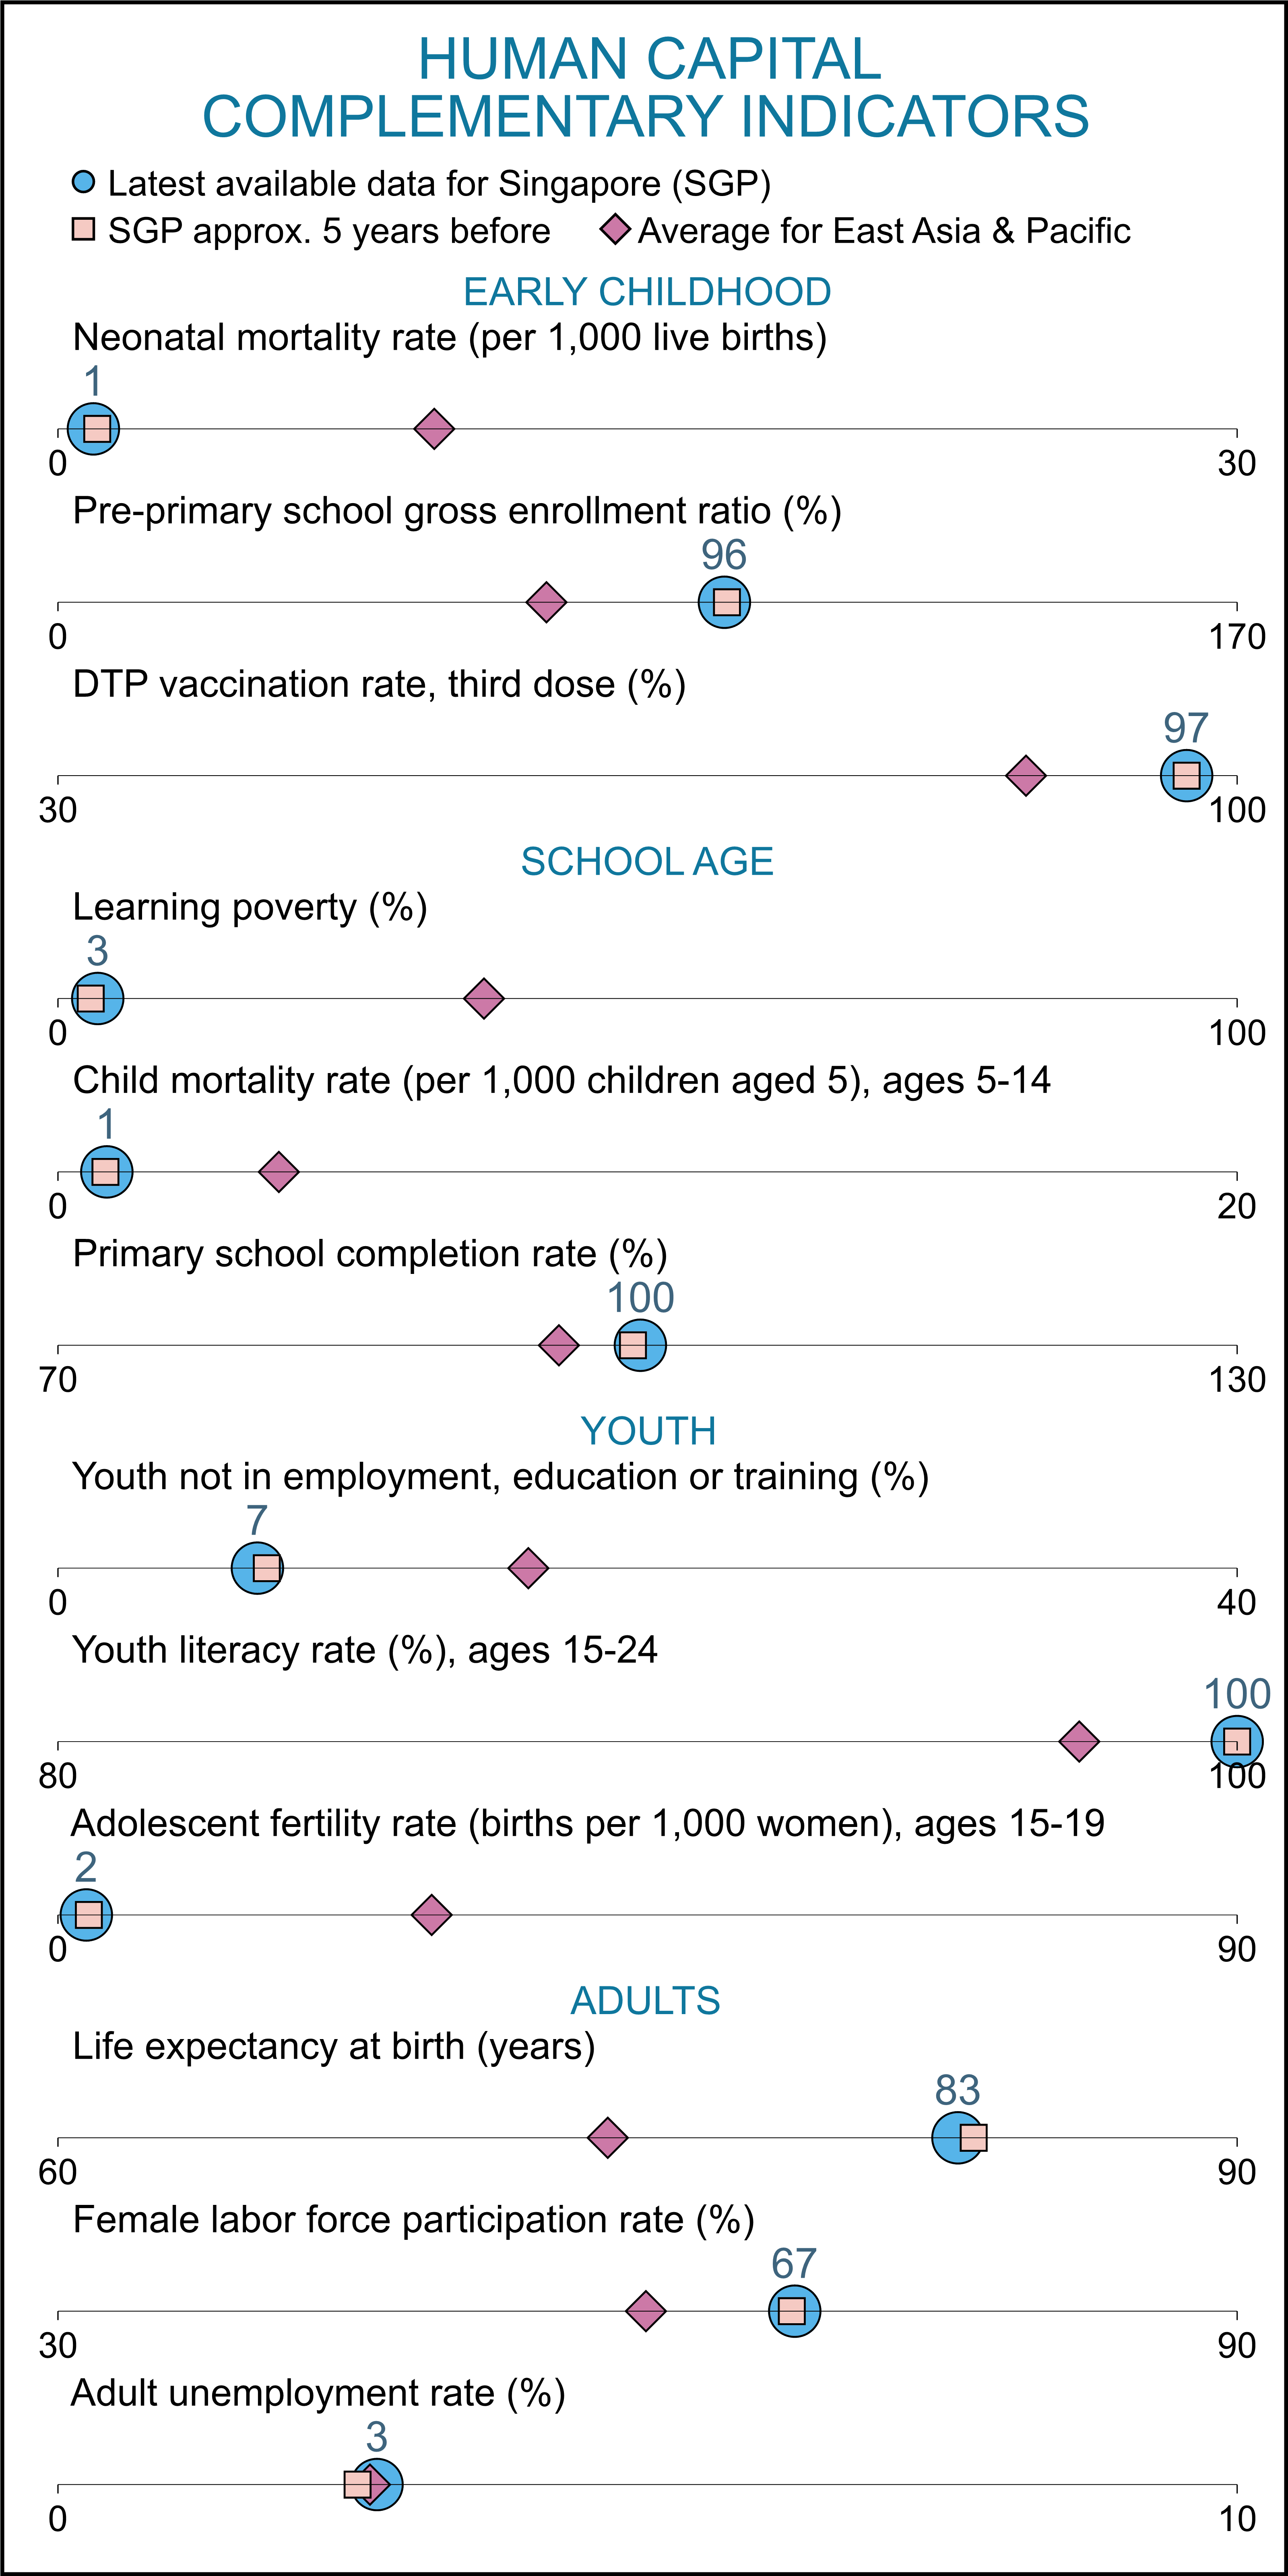 HUMAN CAPITAL
COMPLEMENTARY INDICATORS
Latest available data for Singapore (SGP)
SGP approx. 5 years before Average for East Asia & Pacific
EARLY CHILDHOOD
Neonatal mortality rate (per 1,000 live births)
1
0 30
Pre-primary school gross enrollment ratio (%)
96
0 170
DTP vaccination rate, third dose (%)
97
30 100
SCHOOL AGE
Learning poverty (%)
3
0 100
Child mortality rate (per 1,000 children aged 5), ages 5-14
1
0 20
Primary school completion rate (%)
100
70 130
YOUTH
Youth not in employment, education or training (%)
7
0 40
Youth literacy rate (%), ages 15-24
100
80 100
Adolescent fertility rate (births per 1,000 women), ages 15-19
2
0 90
ADULTS
Life expectancy at birth (years)
83
60 90
Female labor force participation rate (%)
67
30 90
Adult unemployment rate (%)
3
0 10